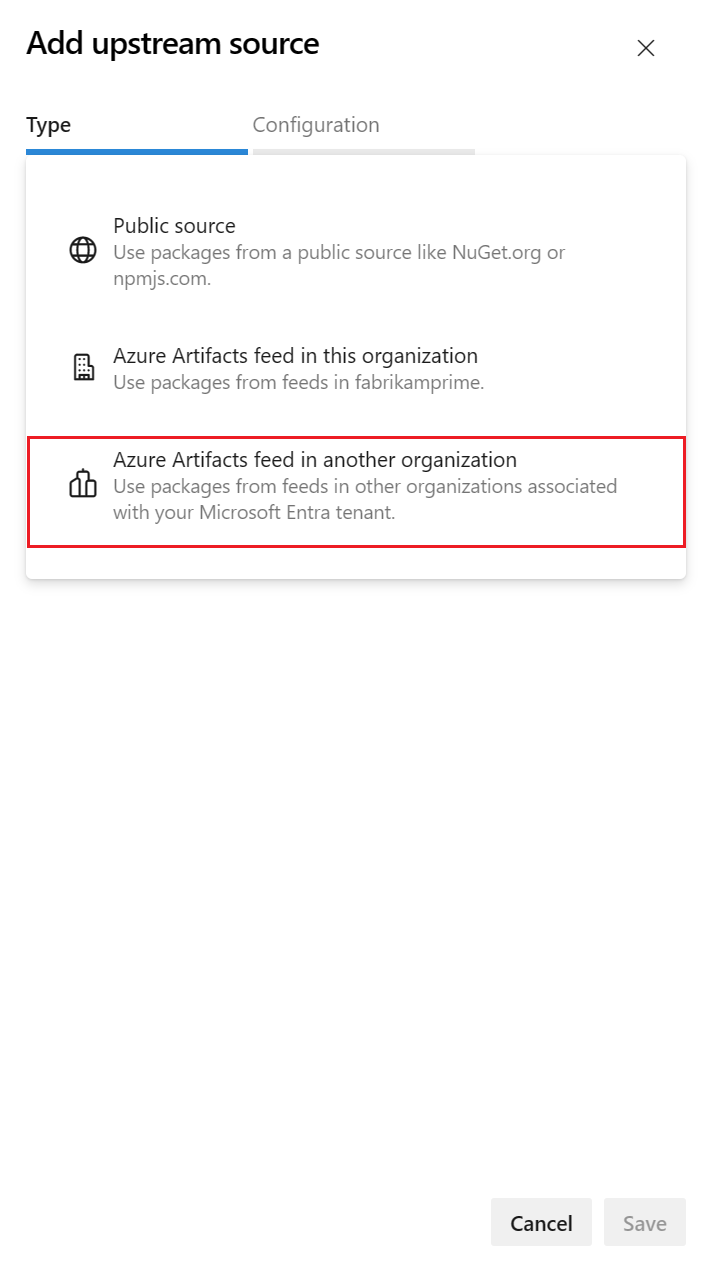 Add upstream source
Type
Configuration
Public source
Use packages from a public source like NuGet.org or
npmjs.com.
Azure Artifacts feed in this organization
Use packages from feeds in fabrikamprime.
Azure Artifacts feed in another organization
Use packages from feeds in other organizations associated
with your Microsoft Entra tenant.
Cancel
Save